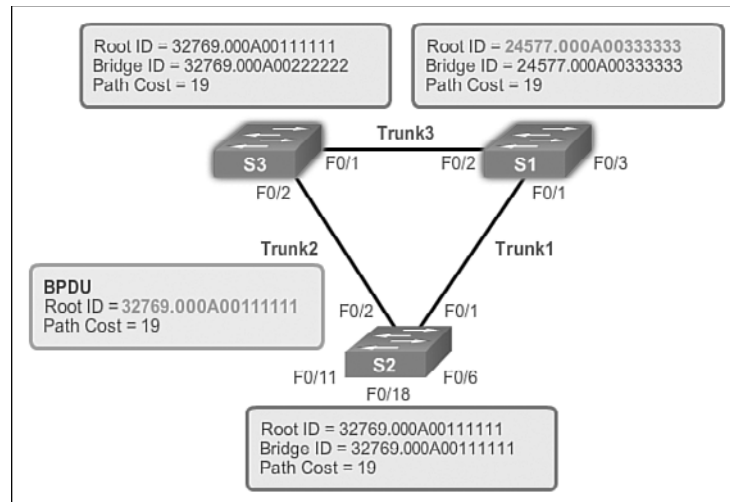 Root ID = 32769.000A00111111
Bridge ID = 32769.000A00222222
Path Cost = 19
Root ID = 24577.000A00333333
Bridge ID = 24577.000A00333333
Path Cost = 19
Trunk3
S3
F0/1
F0/2
S1
F0/3
F0/2
F0/1
Trunk2
Trunk1
BPDU
Root ID = 32769.000A00111111
Path Cost = 19
F0/2
F0/1
S2
F0/11
F0/6
F0/18
Root ID = 32769.000A00111111
Bridge ID = 32769.000A00111111
Path Cost = 19